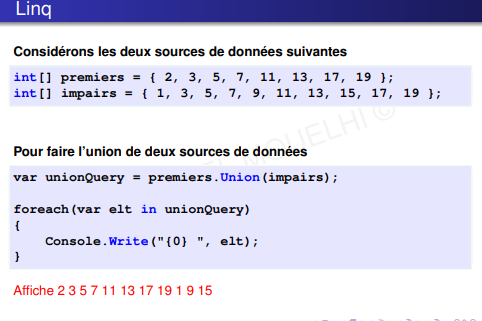 Linq
Considérons les deux sources de données suivantes
int[] premiers = { 2, 3, 5, 7, 11, 13, 17, 19 };
int[] impairs = { 1, 3, 5, 7, 9, 11, 13, 15, 17, 19 };
MOUELHI ©
Pour faire l'union de deux sources de données
var unionQuery = premiers.Union(impairs);
foreach(var elt in unionQuery)
{
Console.Write("{0} ", elt);
}
Affiche 2 3 5 7 11 13 17 19 1 9 15